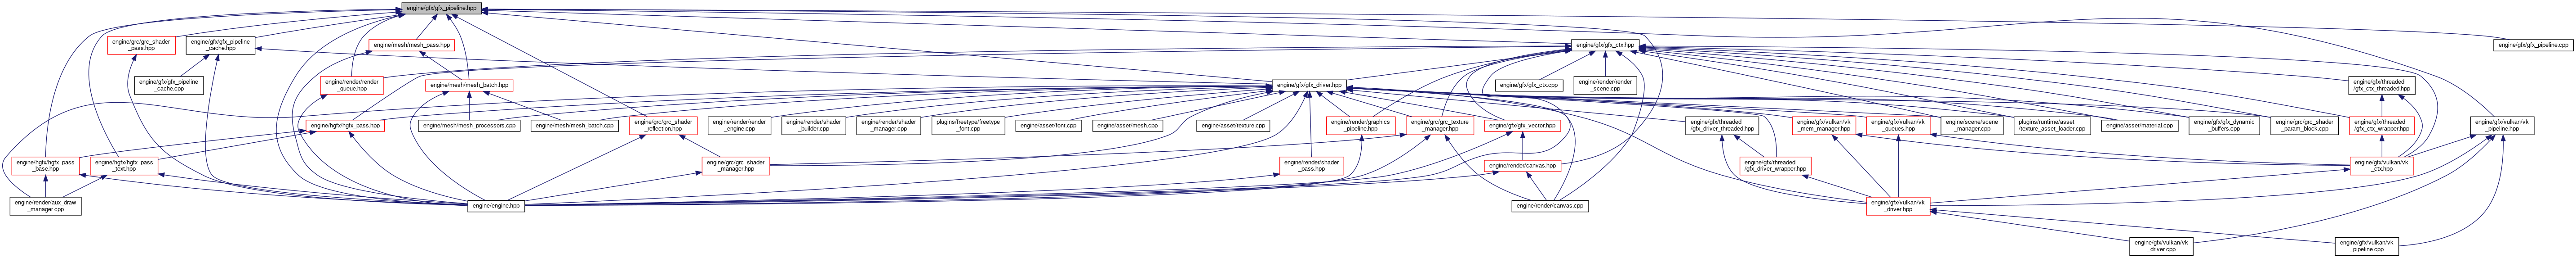 engine/gfx/gfx_pipeline.hpp
engine/grc/grc_shader
_pass.hpp
engine/gfx/gfx_pipeline
_cache.hpp
engine/mesh/mesh_pass.hpp
engine/gfx/gfx_ctx.hpp
engine/gfx/gfx_pipeline.cpp
engine/gfx/gfx_pipeline
_cache.cpp
engine/render/render
_queue.hpp
engine/mesh/mesh_batch.hpp
engine/gfx/gfx_driver.hpp
engine/gfx/gfx_ctx.cpp
engine/render/render
_scene.cpp
engine/gfx/threaded
/gfx_ctx_threaded.hpp
engine/hgfx/hgfx_pass.hpp
engine/mesh/mesh_processors.cpp
engine/mesh/mesh_batch.cpp
engine/grc/grc_shader
_reflection.hpp
engine/render/render
_engine.cpp
engine/render/shader
_builder.cpp
engine/render/shader
_manager.cpp
plugins/freetype/freetype
_font.cpp
engine/asset/font.cpp
engine/asset/mesh.cpp
engine/asset/texture.cpp
engine/render/graphics
_pipeline.hpp
engine/grc/grc_texture
_manager.hpp
engine/gfx/gfx_vector.hpp
engine/gfx/threaded
/gfx_driver_threaded.hpp
engine/gfx/vulkan/vk
_mem_manager.hpp
engine/gfx/vulkan/vk
_queues.hpp
engine/scene/scene
_manager.cpp
plugins/runtime/asset
/texture_asset_loader.cpp
engine/asset/material.cpp
engine/gfx/gfx_dynamic
_buffers.cpp
engine/grc/grc_shader
_param_block.cpp
engine/gfx/threaded
/gfx_ctx_wrapper.hpp
engine/gfx/vulkan/vk
_pipeline.hpp
engine/hgfx/hgfx_pass
_base.hpp
engine/hgfx/hgfx_pass
_text.hpp
engine/grc/grc_shader
_manager.hpp
engine/render/shader
_pass.hpp
engine/render/canvas.hpp
engine/gfx/threaded
/gfx_driver_wrapper.hpp
engine/gfx/vulkan/vk
_ctx.hpp
engine/render/aux_draw
_manager.cpp
engine/engine.hpp
engine/render/canvas.cpp
engine/gfx/vulkan/vk
_driver.hpp
engine/gfx/vulkan/vk
_driver.cpp
engine/gfx/vulkan/vk
_pipeline.cpp